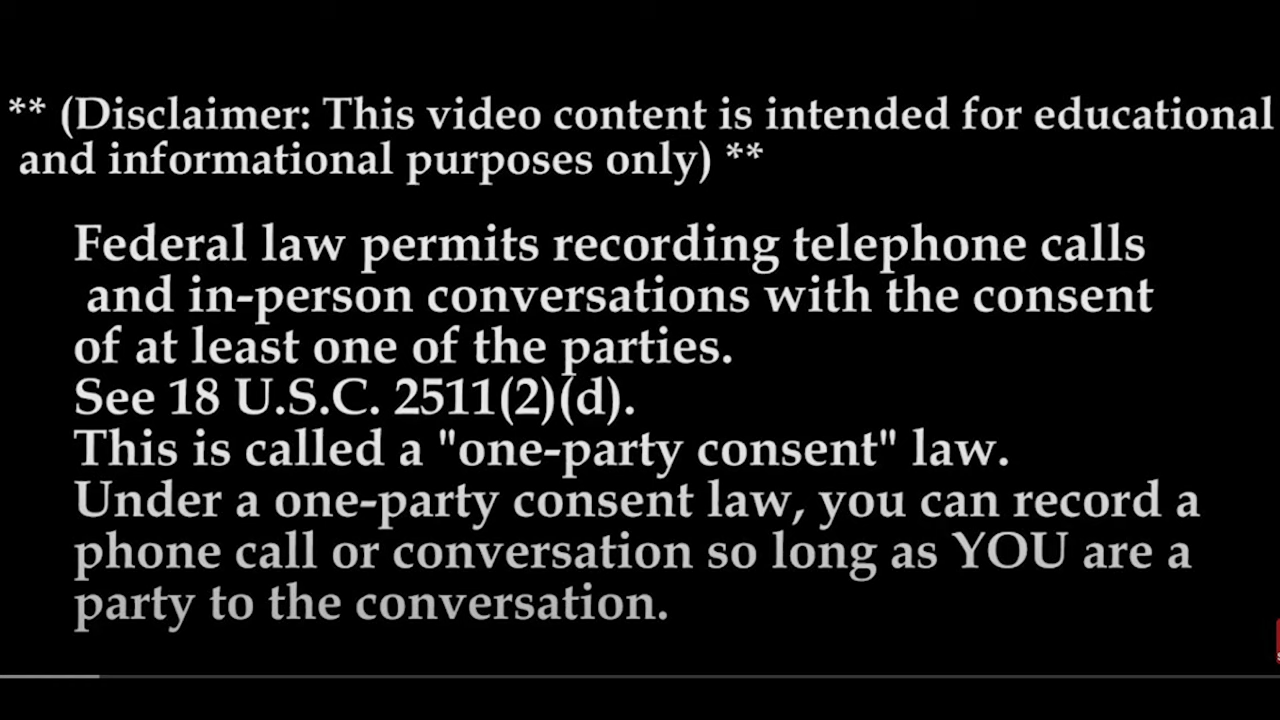 ** (Disclaimer: This video content is intended for educational
and informational purposes only) **
Federal law permits recording telephone calls
and in-person conversations with the consent
of at least one of the parties.
See 18 U.S.C. 2511(2)(d).
This is called a "one-party consent" law.
Under a one-party consent law, you can record a
phone call or conversation so long as YOU are a
party to the conversation.